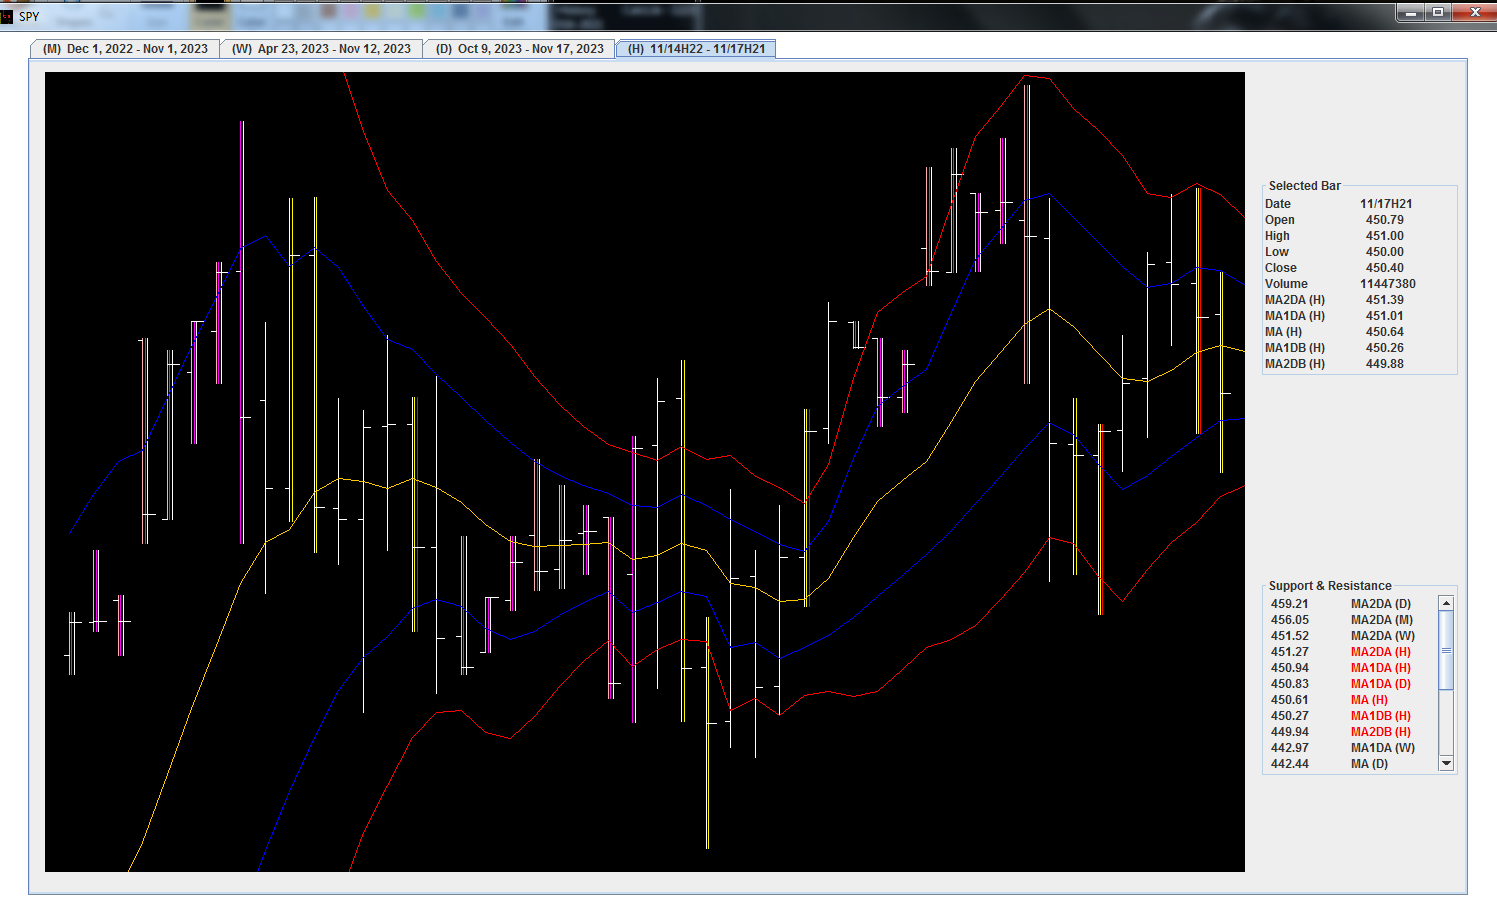 SPY
(M) Dec 1, 2022 - Nov 1, 2023
(W) Apr 23, 2023 - Nov 12, 2023
(D) Oct 9, 2023 - Nov 17, 2023
(H) 11/14H22 - 11/17H21
Selected Bar
Date 11/17H21
Open 450.79
High 451.00
Low 450.00
Close 450.40
Volume 11447380
MA2DA (H) 451.39
MA1DA (H) 451.01
MA (H) 450.64
MA1DB (H) 450.26
MA2DB (H) 449.88
Support & Resistance
459.21 MA2DA (D)
456.05 MA2DA (M)
451.52 MA2DA (W)
451.27 MA2DA (H)
450.94 MA1DA (H)
450.83 MA1DA (D)
450.61 MA (H)
450.27 MA1DB (H)
449.94 MA2DB (H)
442.97 MA1DA (W)
442.44 MA (D)